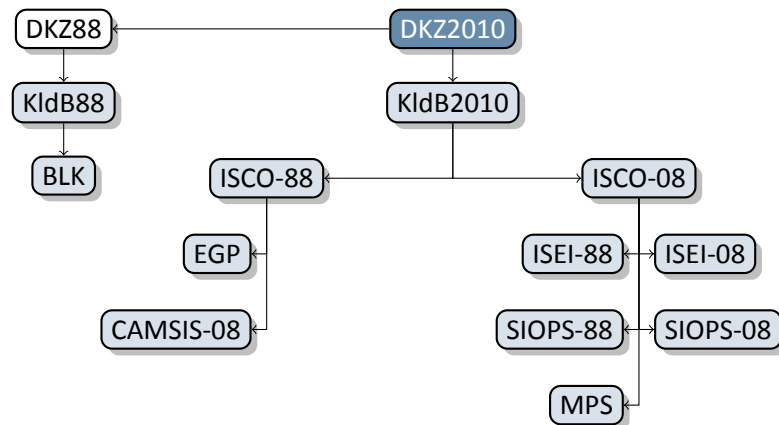 DKZ88 DKZ2010
KldB88 KldB2010
BLK ISCO-88 ISCO-08
EGP ISEI-88 ISEI-08
CAMSIS-08 SIOPS-88 SIOPS-08
MPS